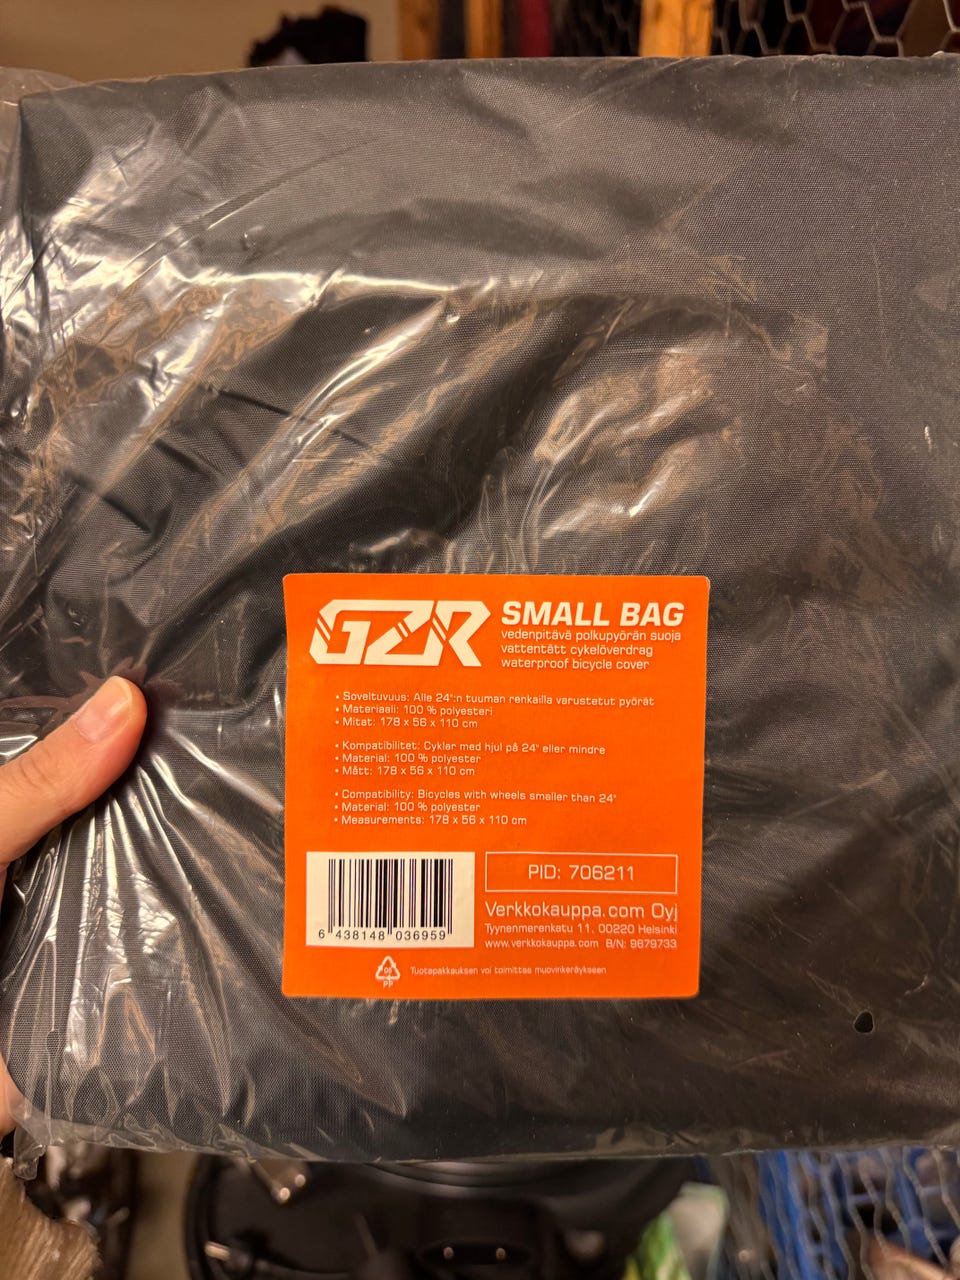 GZR
SMALL BAG
vedenpitävä polkupyörän suoja
vattentätt cykelöverdrag
waterproof bicycle cover
• Soveltuvuus: Alle 24":n tuuman renkailla varustetut pyörät
• Materiaali: 100 % polyesteri
• Mitat: 178 x 56 x 110 cm
• Kompatibilitet: Cyklar med hjul på 24" eller mindre
• Material: 100 % polyester
• Mått: 178 x 56 x 110 cm
• Compatibility: Bicycles with wheels smaller than 24"
• Material: 100 % polyester
• Measurements: 178 x 56 x 110 cm
6 438148 036959
PID: 706211
Verkkokauppa.com Oyj
Tyynenmerenkatu 11, 00220 Helsinki
www.verkkokauppa.com B/N: 9679733
PP
Tuotepakkauksen voi toimittaa muovinkeräykseen